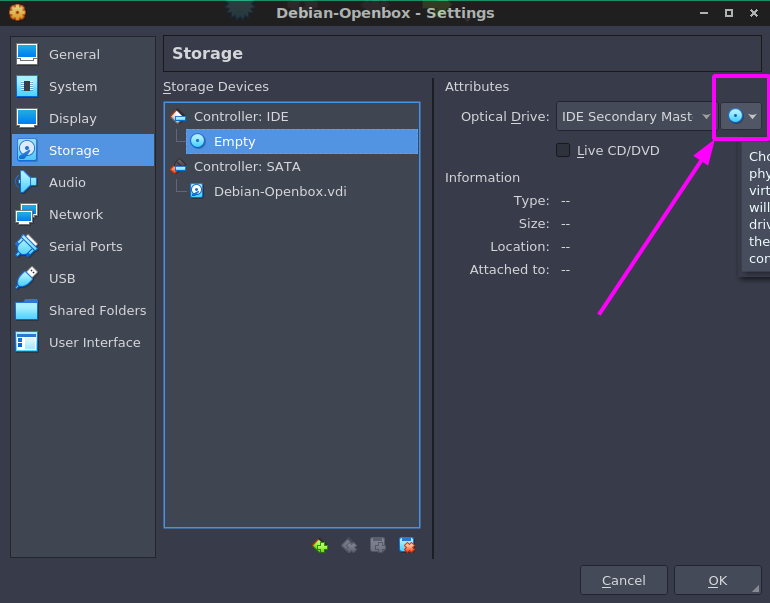 Debian-Openbox - Settings
General
System
Display
Storage
Audio
Network
Serial Ports
USB
Shared Folders
User Interface
Storage
Storage Devices
Controller: IDE
Empty
Controller: SATA
Debian-Openbox.vdi
Attributes
Optical Drive: IDE Secondary Mast
Live CD/DVD
Information
Type: --
Size: --
Location: --
Attached to: --
Cho
phy
virt
will
driv
the
con
Cancel
OK